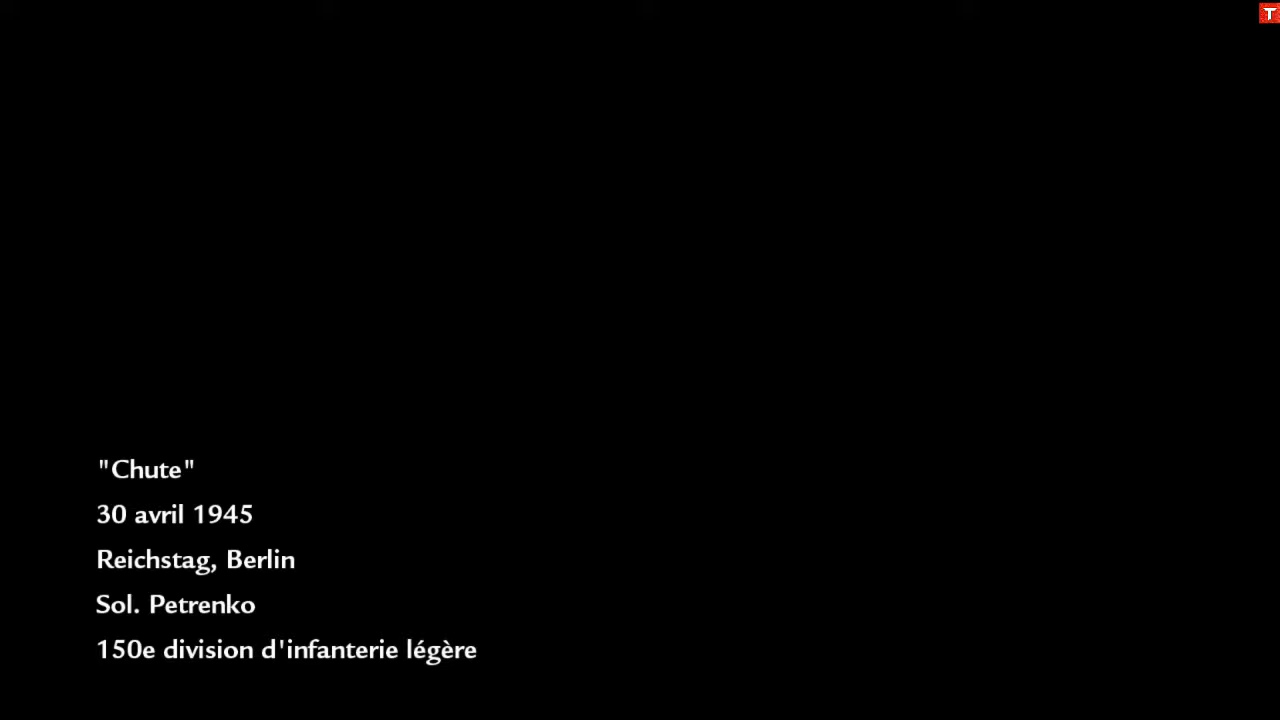 T
"Chute"
30 avril 1945
Reichstag, Berlin
Sol. Petrenko
150e division d'infanterie légère